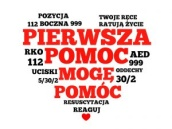 POZYCJA TWOJE RĘCE
112 BOCZNA 999 RATUJĄ ŻYCIE
PIERWSZA
RKO POMOC AED
112 999
UCISKI MOGĘ ODDECHY
5/30/2 30/2
POMÓC
RESUSCYTACJA
REAGUJ